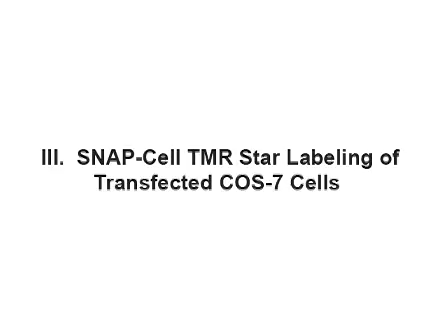 III.  SNAP-Cell TMR Star Labeling of
Transfected COS-7 Cells